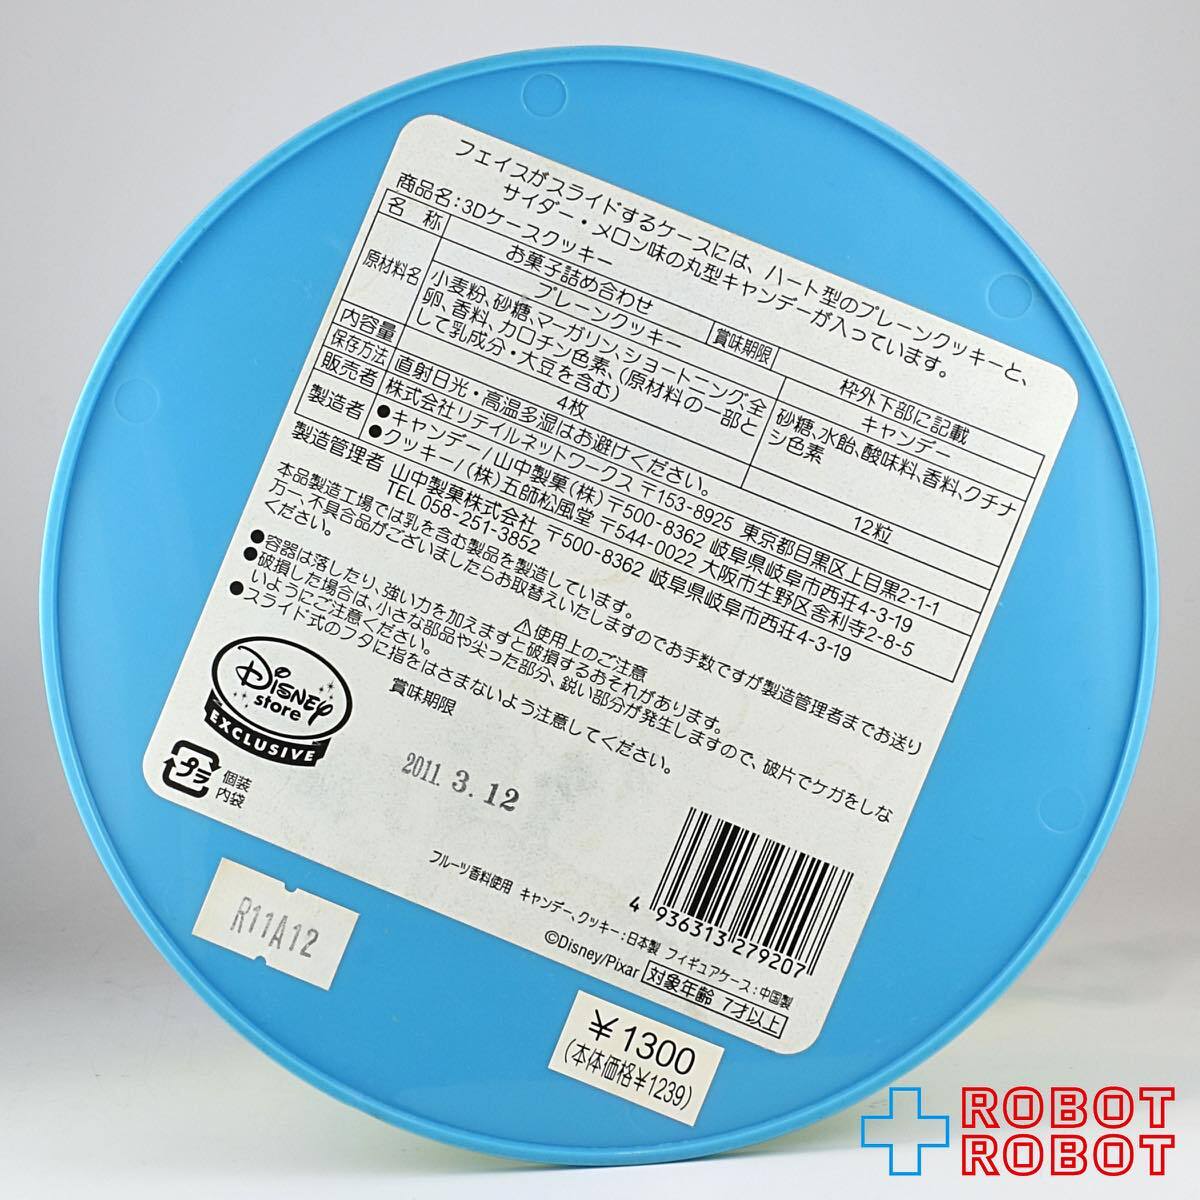 フェイスがスライドするケースには、ハート型のプレーンクッキーと、
サイダー・メロン味の丸型キャンデーが入っています。
商品名:3Dケースクッキー
名 称 お菓子詰め合わせ 賞味期限 枠外下部に記載
原材料名 プレーンクッキー キャンデー
小麦粉、砂糖、マーガリン、ショートニング、全
卵、香料、カロチン色素、(原材料の一部と
して乳成分・大豆を含む)
砂糖、水飴、酸味料、香料、クチナ
シ色素
内容量 4枚 12粒
保存方法 直射日光・高温多湿はお避けください。
販売者 株式会社リテイルネットワークス 〒153-8925 東京都目黒区上目黒2-1-1
製造者 ●キャンデー/山中製菓(株) 〒500-8362 岐阜県岐阜市西荘4-3-19
●クッキー/(株)五師松風堂 〒544-0022 大阪市生野区舎利寺2-8-5
製造管理者 山中製菓株式会社 〒500-8362 岐阜県岐阜市西荘4-3-19
TEL 058-251-3852
本品製造工場では乳を含む製品を製造しています。
万一、不具合品がございましたらお取替えいたしますのでお手数ですが製造管理者までお送り
ください。
⚠使用上のご注意
●容器は落したり、強い力を加えますと破損するおそれがあります。
●破損した場合は、小さな部品や尖った部分、鋭い部分が発生しますので、破片でケガをしな
いようにご注意ください。
●スライド式のフタに指をはさまないよう注意してください。
DISNEY
store
EXCLUSIVE
賞味期限
2011. 3. 12
プラ
個装
内袋
4 936313 279207
フルーツ香料使用 キャンデー、クッキー:日本製 フィギュアケース:中国製
©Disney/Pixar 対象年齢 7才以上
R11A12
¥1300
(本体価格¥1239)
ROBOT
ROBOT